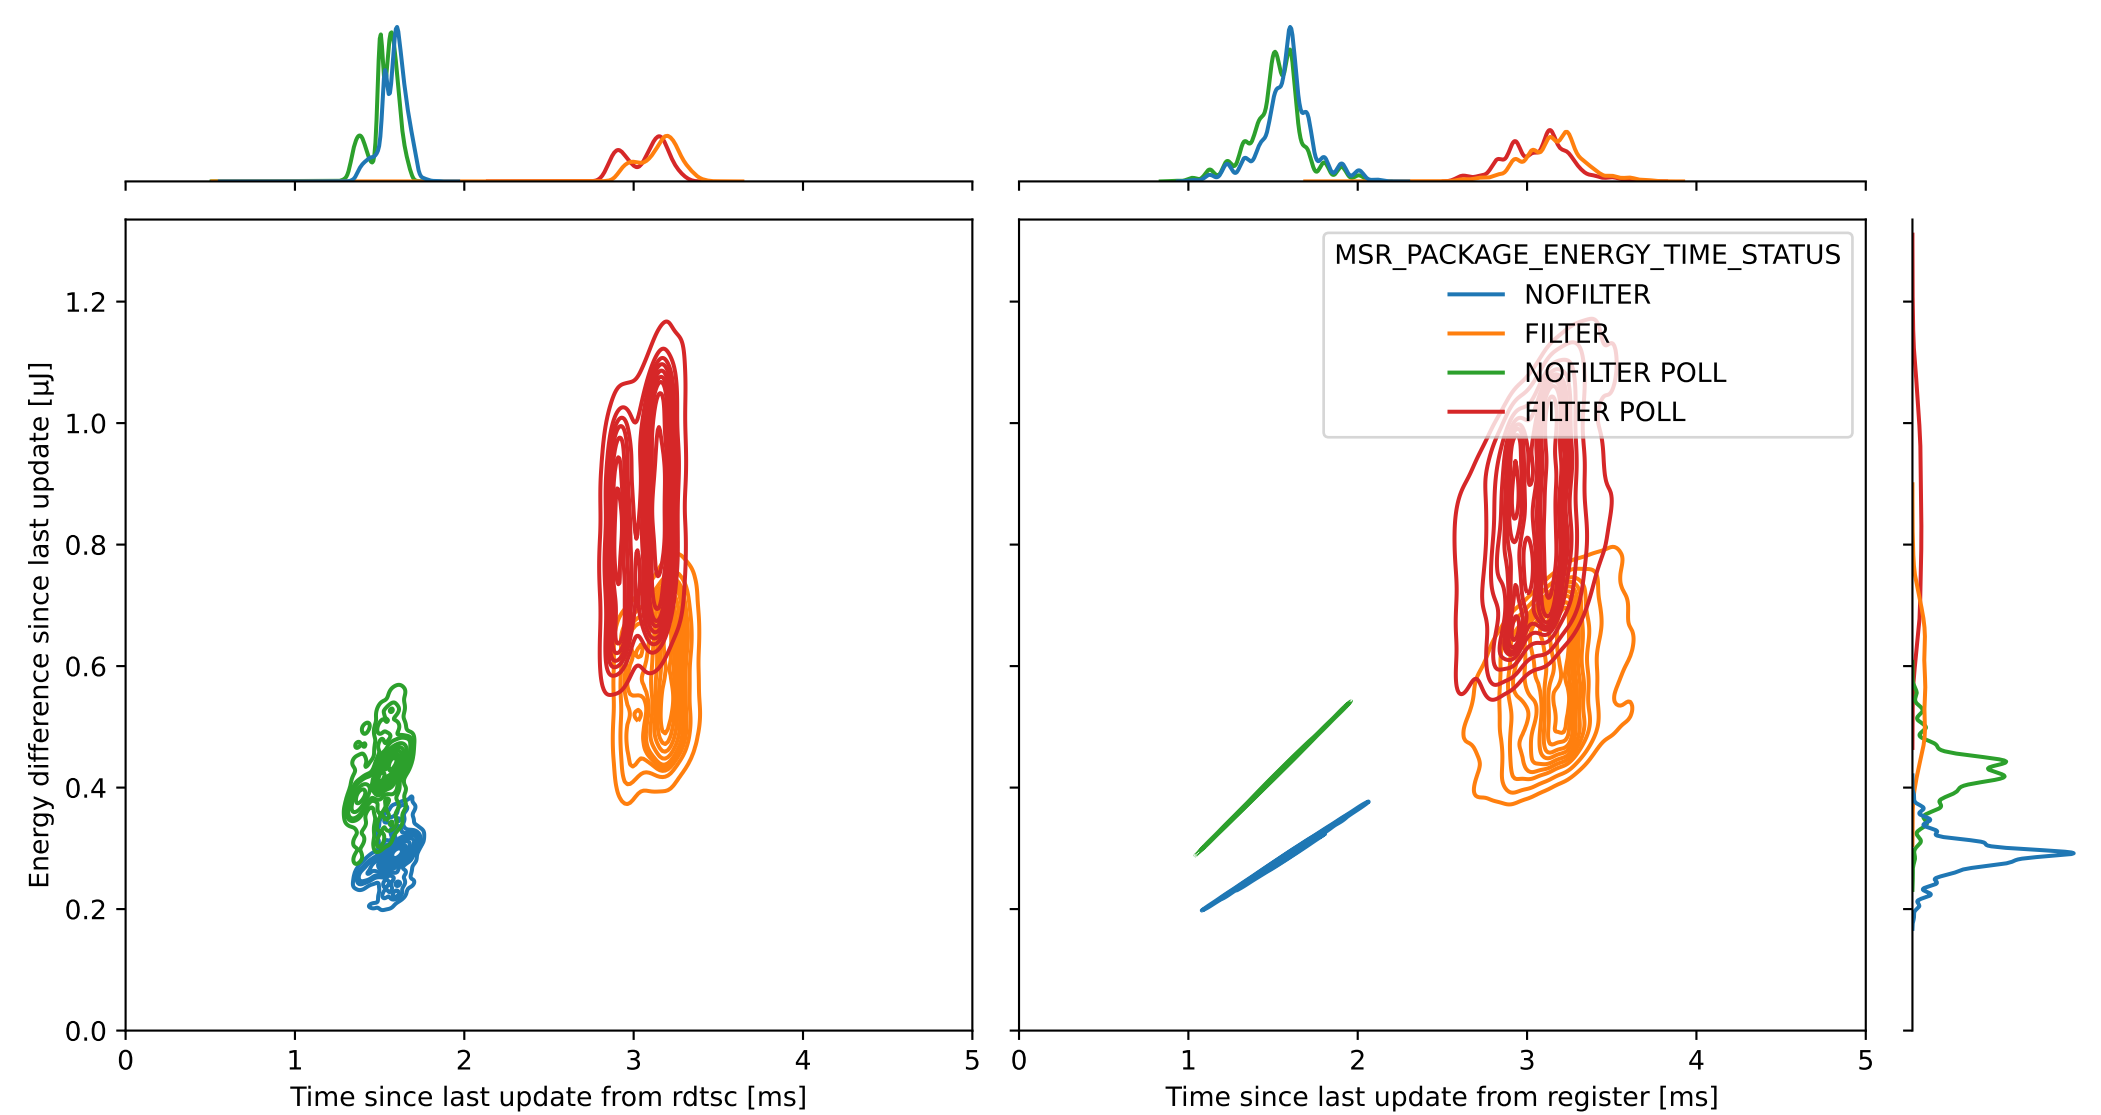 MSR_PACKAGE_ENERGY_TIME_STATUS
NOFILTER
FILTER
NOFILTER POLL
FILTER POLL
Energy difference since last update [µJ]
1.2
1.0
0.8
0.6
0.4
0.2
0.0
0 1 2 3 4 5
0 1 2 3 4 5
Time since last update from rdtsc [ms]
Time since last update from register [ms]